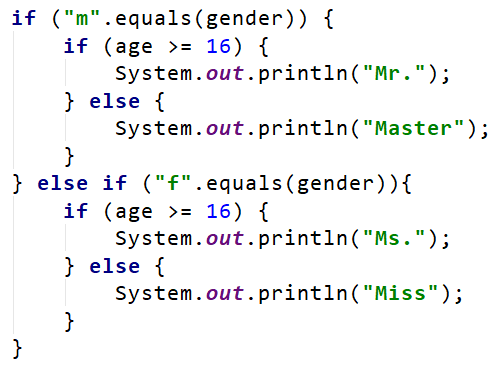 if ("m".equals(gender)) {
    if (age >= 16) {
        System.out.println("Mr.");
    } else {
        System.out.println("Master");
    }
} else if ("f".equals(gender)){
    if (age >= 16) {
        System.out.println("Ms.");
    } else {
        System.out.println("Miss");
    }
}